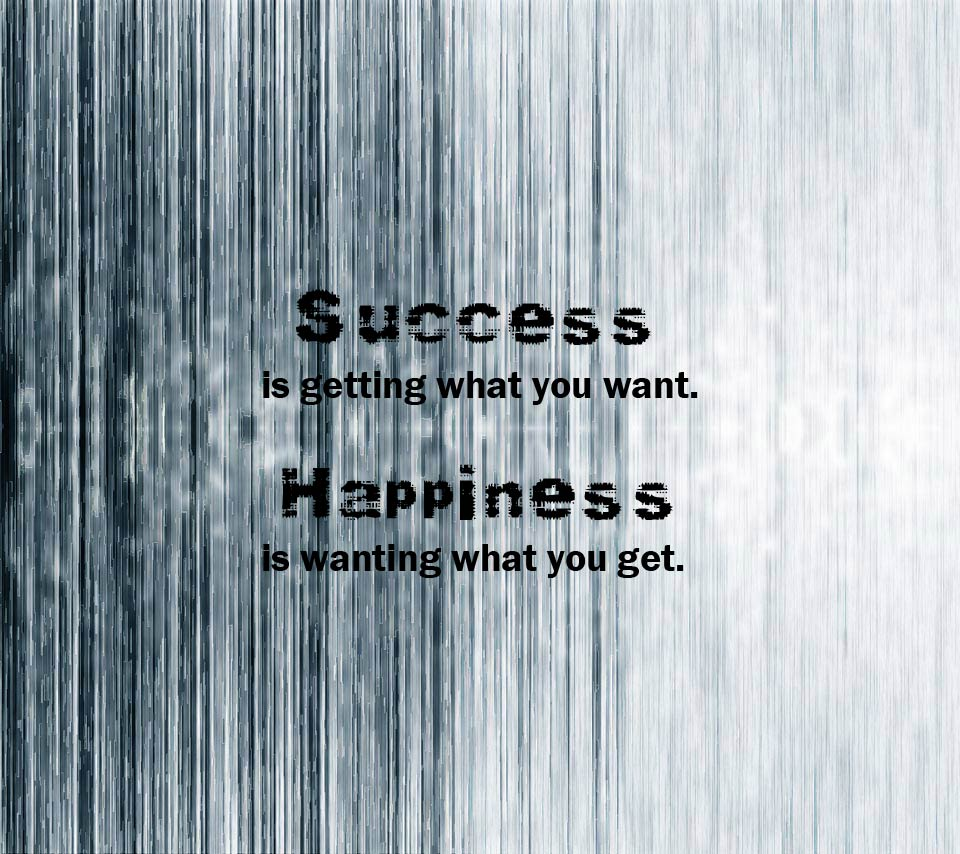 Success
is getting what you want.
Happiness
is wanting what you get.